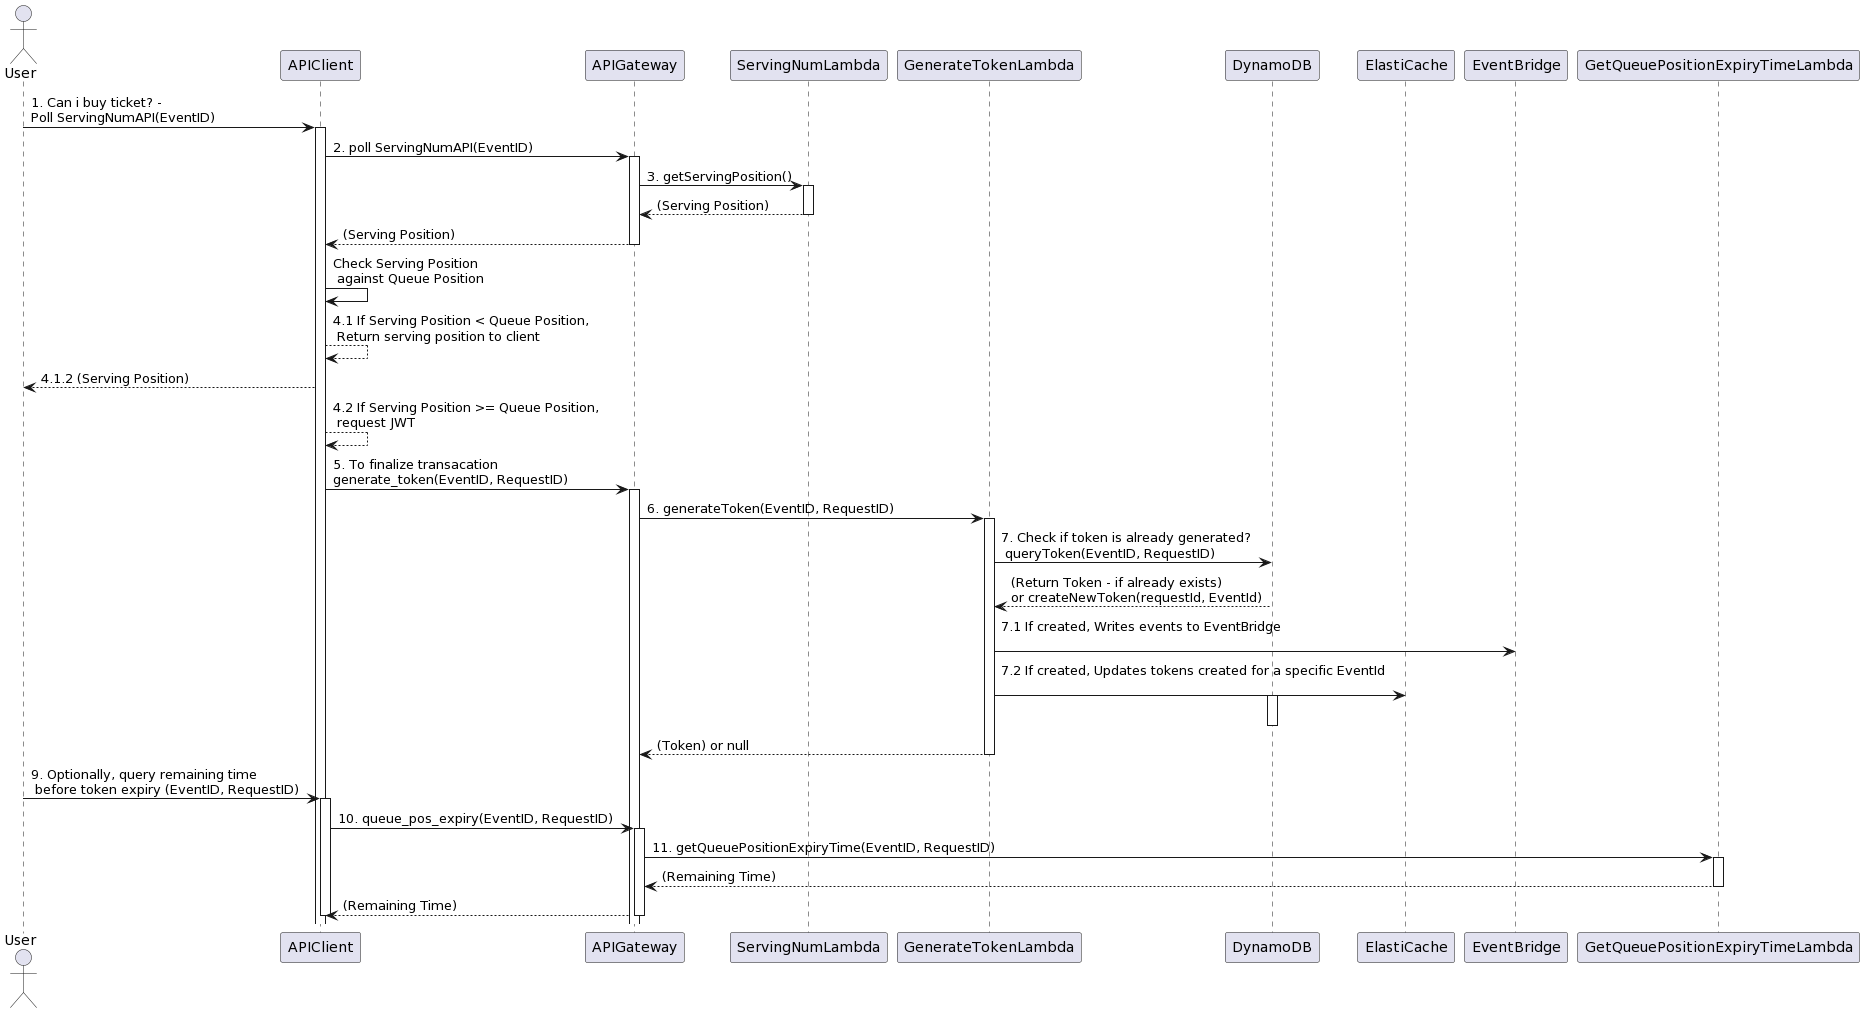 User
APIClient
APIGateway
ServingNumLambda
GenerateTokenLambda
DynamoDB
ElastiCache
EventBridge
GetQueuePositionExpiryTimeLambda
1. Can i buy ticket? -
Poll ServingNumAPI(EventID)
2. poll ServingNumAPI(EventID)
3. getServingPosition()
(Serving Position)
(Serving Position)
Check Serving Position
against Queue Position
4.1 If Serving Position < Queue Position,
Return serving position to client
4.1.2 (Serving Position)
4.2 If Serving Position >= Queue Position,
request JWT
5. To finalize transacation
generate_token(EventID, RequestID)
6. generateToken(EventID, RequestID)
7. Check if token is already generated?
queryToken(EventID, RequestID)
(Return Token - if already exists)
or createNewToken(requestId, EventId)
7.1 If created, Writes events to EventBridge
7.2 If created, Updates tokens created for a specific EventId
(Token) or null
9. Optionally, query remaining time
before token expiry (EventID, RequestID)
10. queue_pos_expiry(EventID, RequestID)
11. getQueuePositionExpiryTime(EventID, RequestID)
(Remaining Time)
(Remaining Time)
User
APIClient
APIGateway
ServingNumLambda
GenerateTokenLambda
DynamoDB
ElastiCache
EventBridge
GetQueuePositionExpiryTimeLambda